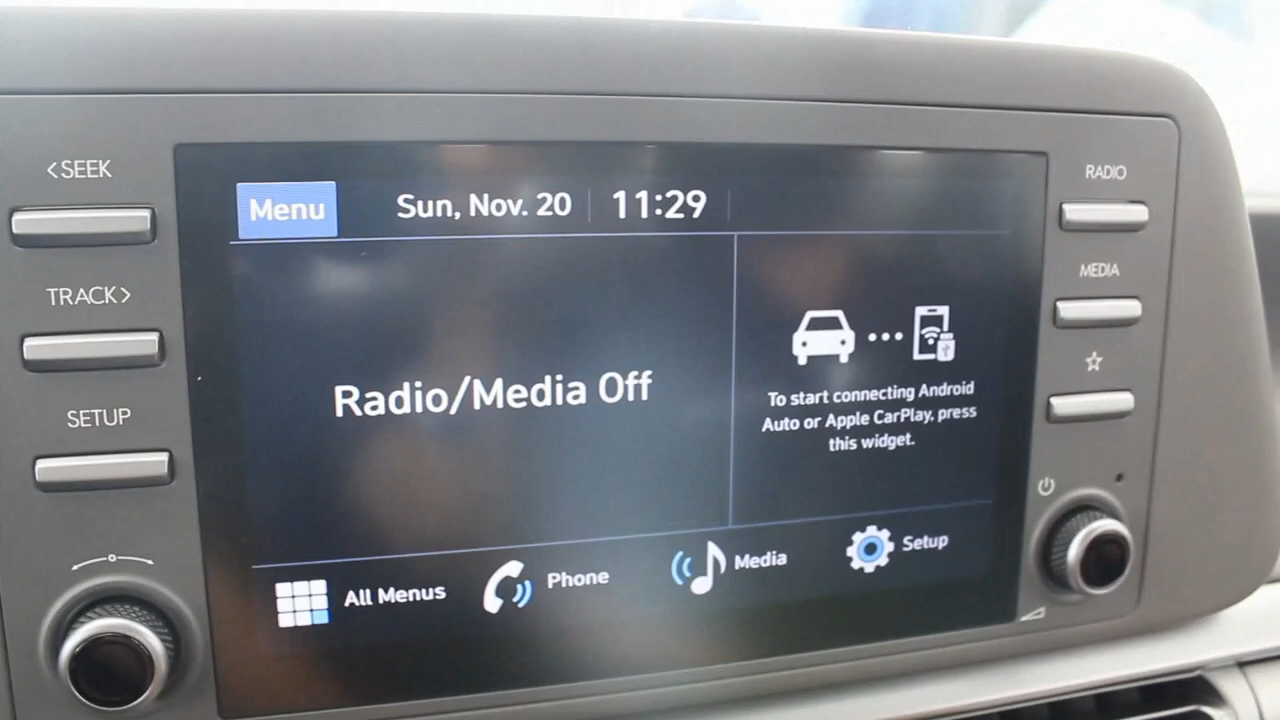 <SEEK
TRACK>
SETUP
Menu
Sun, Nov. 20
11:29
Radio/Media Off
To start connecting Android
Auto or Apple CarPlay, press
this widget.
All Menus
Phone
Media
Setup
RADIO
MEDIA